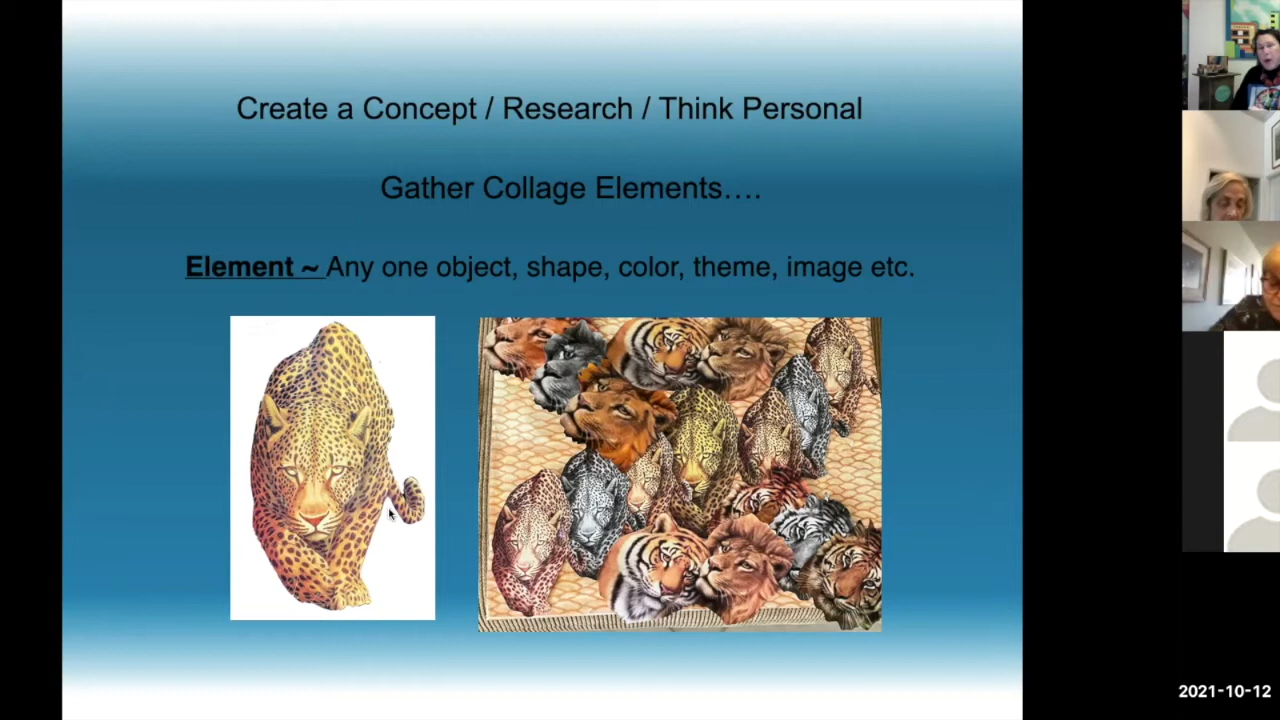 Create a Concept / Research / Think Personal
Gather Collage Elements....
Element ~ Any one object, shape, color, theme, image etc.
2021-10-12